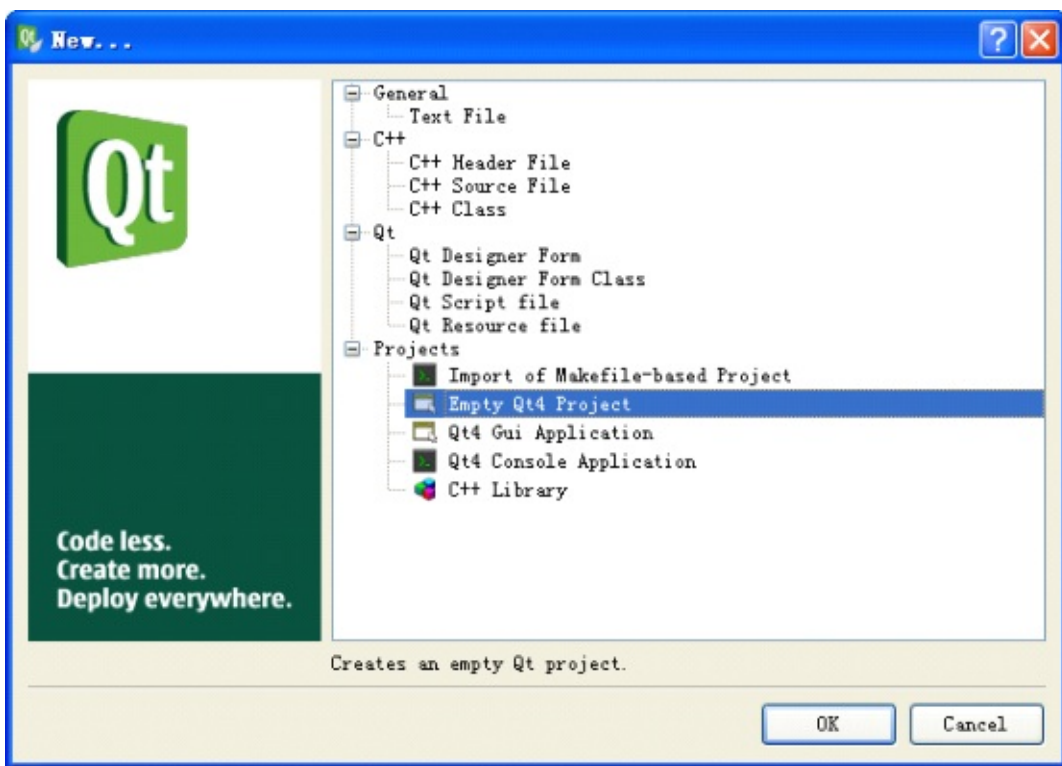 New...
Qt
Code less.
Create more.
Deploy everywhere.
General
Text File
C++
C++ Header File
C++ Source File
C++ Class
Qt
Qt Designer Form
Qt Designer Form Class
Qt Script file
Qt Resource file
Projects
Import of Makefile-based Project
Empty Qt4 Project
Qt4 Gui Application
Qt4 Console Application
C++ Library
Creates an empty Qt project.
OK
Cancel